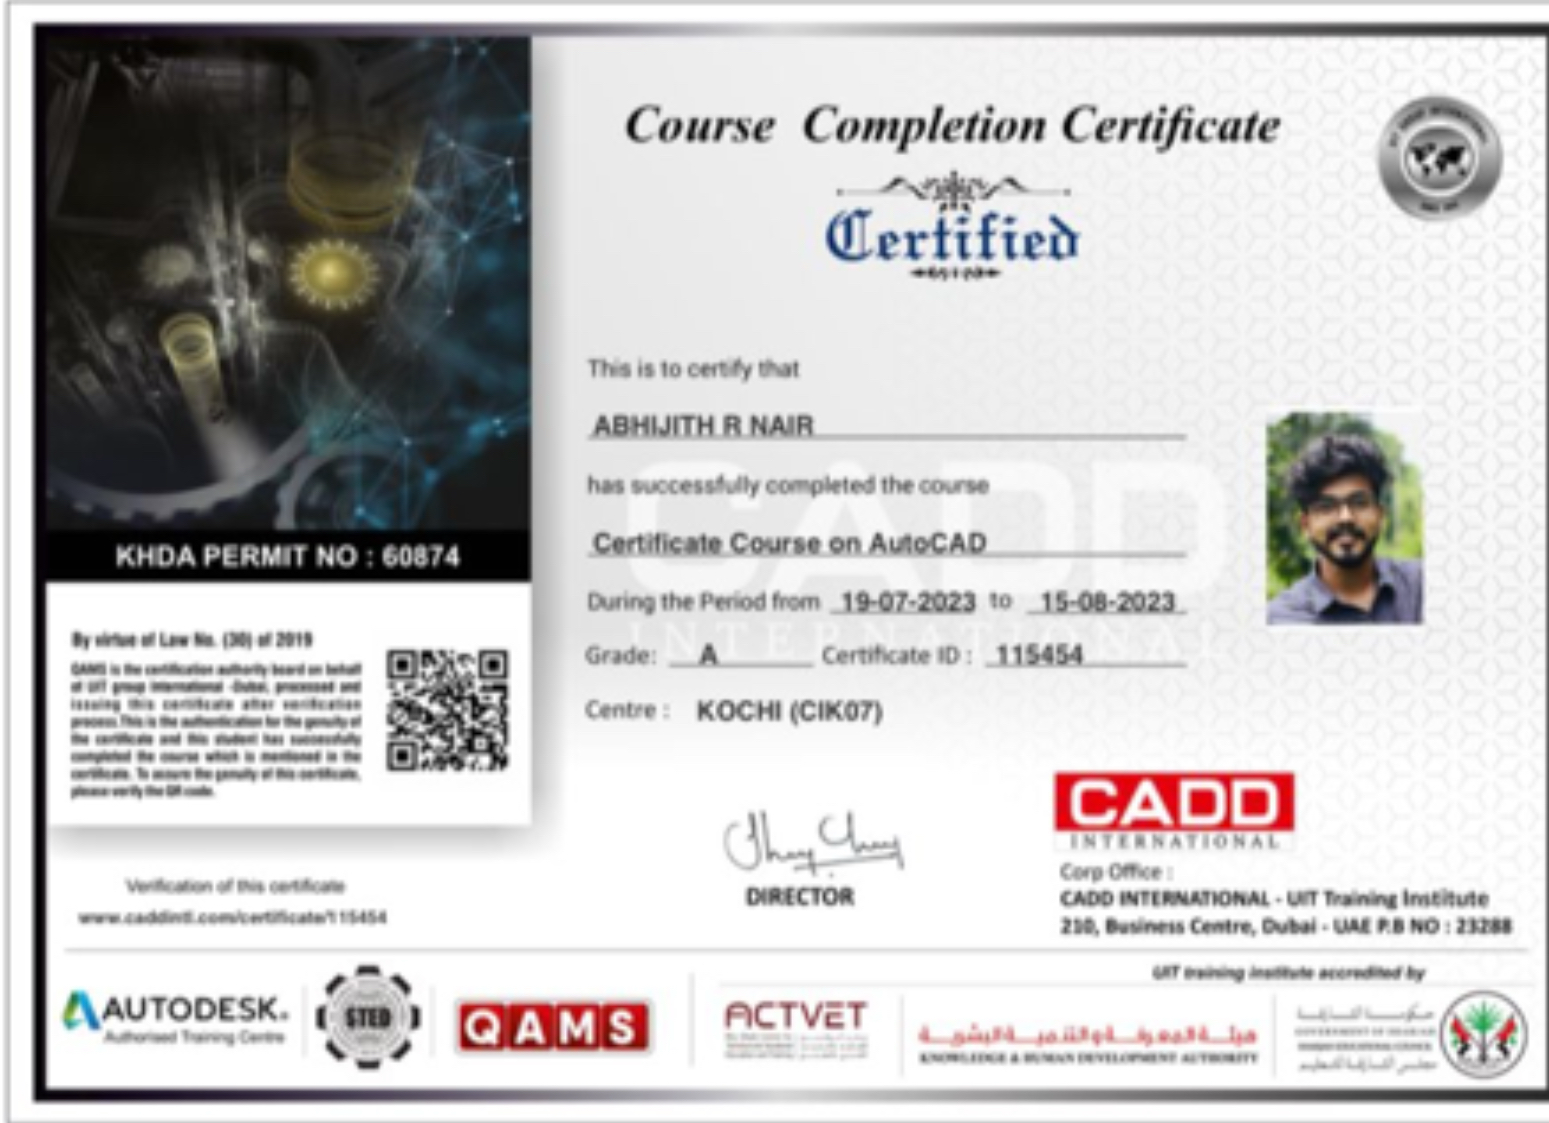 Course Completion Certificate
Certified
This is to certify that
ABHIJITH R NAIR
has successfully completed the course
Certificate Course on AutoCAD
During the Period from 19-07-2023 to 15-08-2023
Grade: A Certificate ID : 115454
Centre : KOCHI (CIK07)
CADD
INTERNATIONAL
KHDA PERMIT NO : 60874
By virtue of Law No. (30) of 2019
QAMS is the certification authority board on behalf
of UIT group international -Dubai, processed and
issuing this certificate after verification
process.This is the authentication for the genuity of
the certificate and this student has successfully
completed the course which is mentioned in the
certificate. To assure the genuity of this certificate,
please verify the QR code.
Verification of this certificate
www.caddintl.com/certificate/115454
DIRECTOR
CADD
INTERNATIONAL
Corp Office :
CADD INTERNATIONAL - UIT Training Institute
210, Business Centre, Dubai - UAE P.B NO : 23288
UIT training institute accredited by
AUTODESK.
Authorised Training Centre
STED
QAMS
ACTVET
هيئة المعرفة والتنمية البشرية
KNOWLEDGE & HUMAN DEVELOPMENT AUTHORITY
حكومة الشارقة
GOVERNMENT OF SHARJAH
SHARJAH EDUCATIONAL COUNCIL
مجلس الشارقة للتعليم